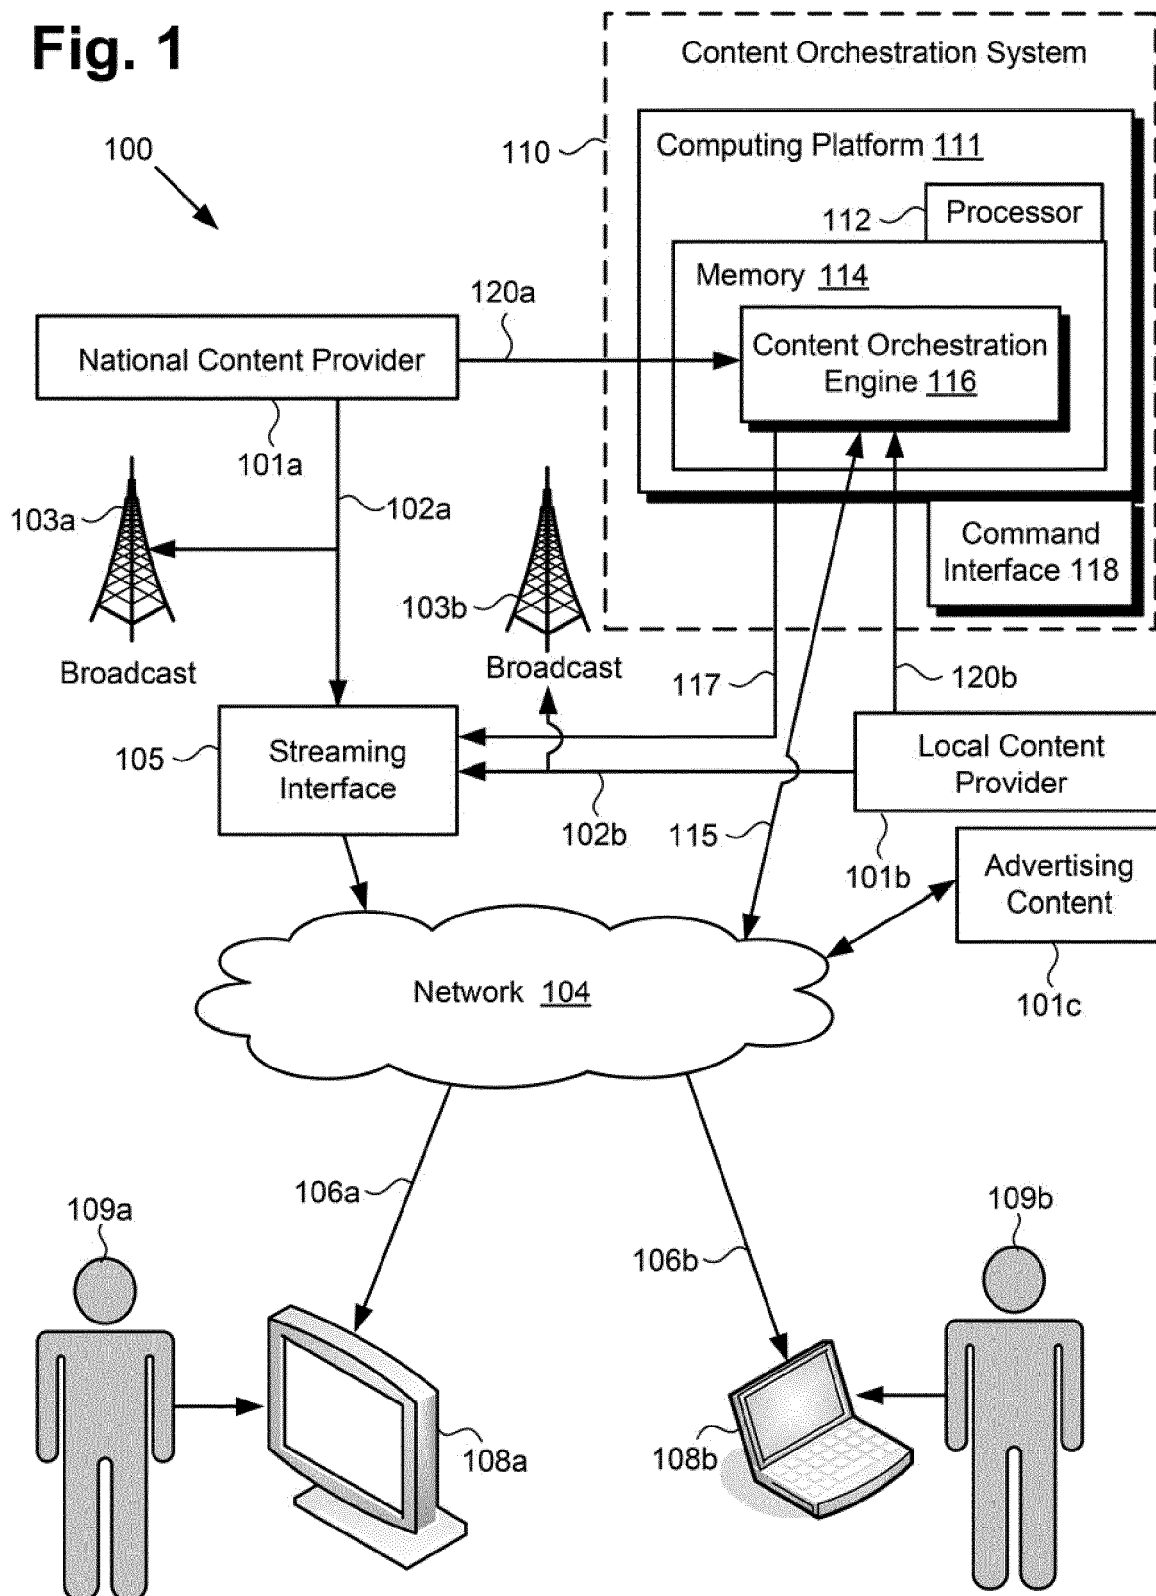 Fig. 1
Content Orchestration System
100
110
Computing Platform 111
112
Processor
Memory 114
120a
National Content Provider
Content Orchestration
Engine 116
101a
103a
102a
Command
Interface 118
103b
Broadcast
Broadcast
117
120b
105
Streaming
Interface
Local Content
Provider
102b
115
101b
Advertising
Content
Network 104
101c
106a
109a
109b
106b
108a
108b